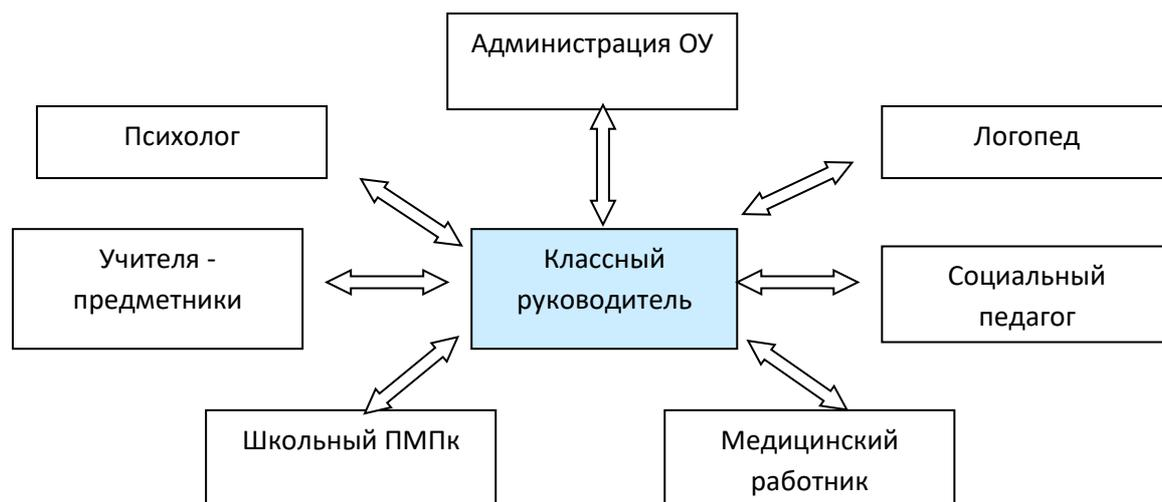 Администрация ОУ
Психолог
Логопед
Учителя -
предметники
Классный
руководитель
Социальный
педагог
Школьный ПМПк
Медицинский
работник